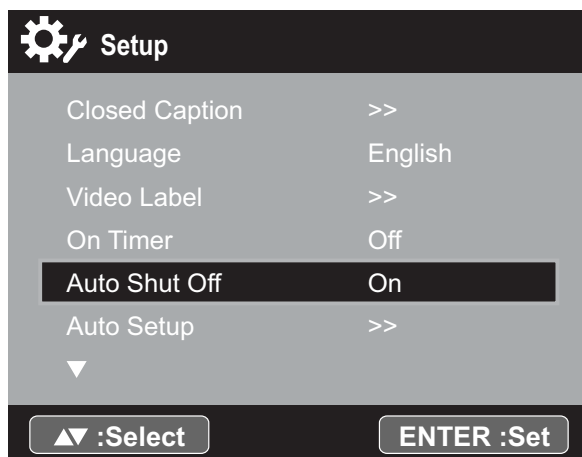 Setup
Closed Caption >>
Language English
Video Label >>
On Timer Off
Auto Shut Off On
Auto Setup >>
▼
▲▼ :Select ENTER :Set